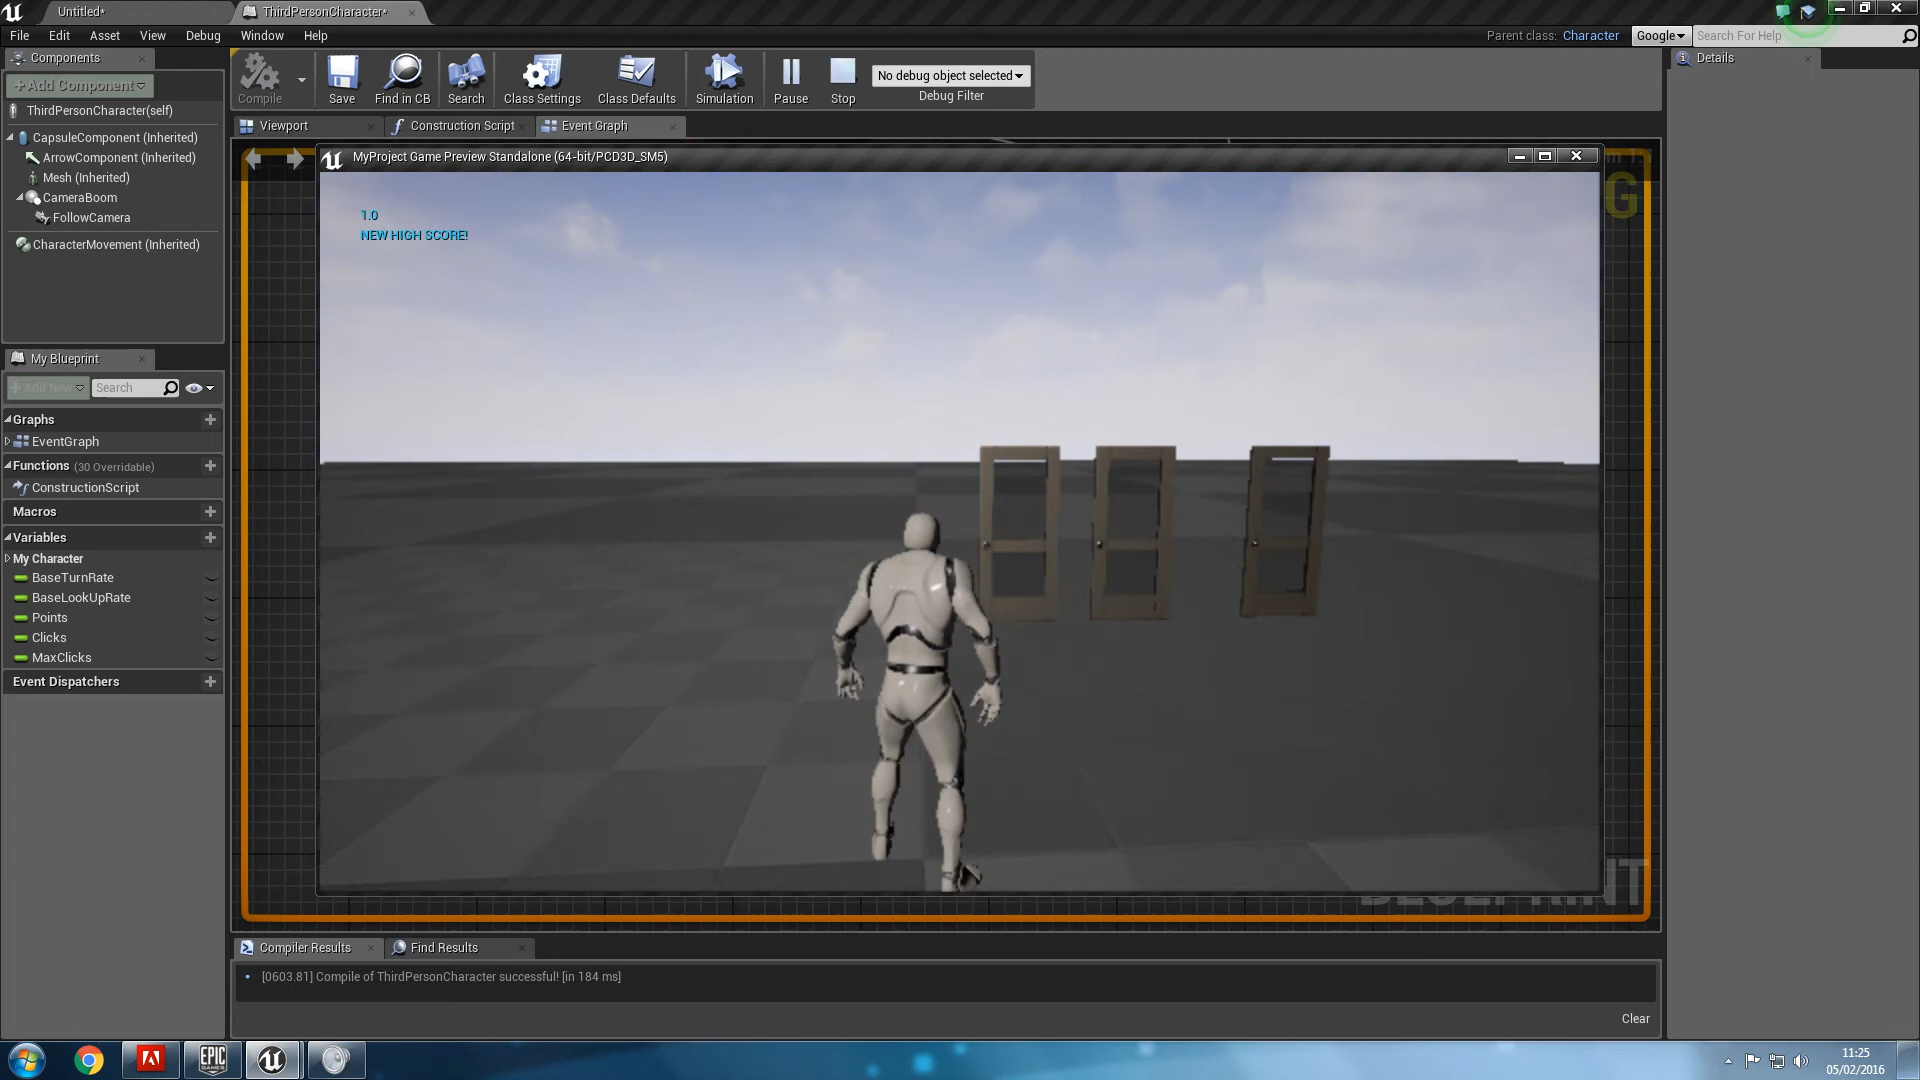 Untitled*
ThirdPersonCharacter*
File Edit Asset View Debug Window Help
Parent class: Character
Google
Search For Help
Components
Details
+Add Component
Compile
Save
Find in CB
Search
Class Settings
Class Defaults
Simulation
Pause
Stop
No debug object selected
Debug Filter
ThirdPersonCharacter(self)
CapsuleComponent (Inherited)
ArrowComponent (Inherited)
Mesh (Inherited)
CameraBoom
FollowCamera
CharacterMovement (Inherited)
Viewport
Construction Script
Event Graph
MyProject Game Preview Standalone (64-bit/PCD3D_SM5)
1.0
NEW HIGH SCORE!
My Blueprint
+Add New
Search
Graphs
EventGraph
Functions (30 Overridable)
ConstructionScript
Macros
Variables
My Character
BaseTurnRate
BaseLookUpRate
Points
Clicks
MaxClicks
Event Dispatchers
Compiler Results
Find Results
[0603.81] Compile of ThirdPersonCharacter successful! [in 184 ms]
Clear
EPIC
GAMES
11:25
05/02/2016